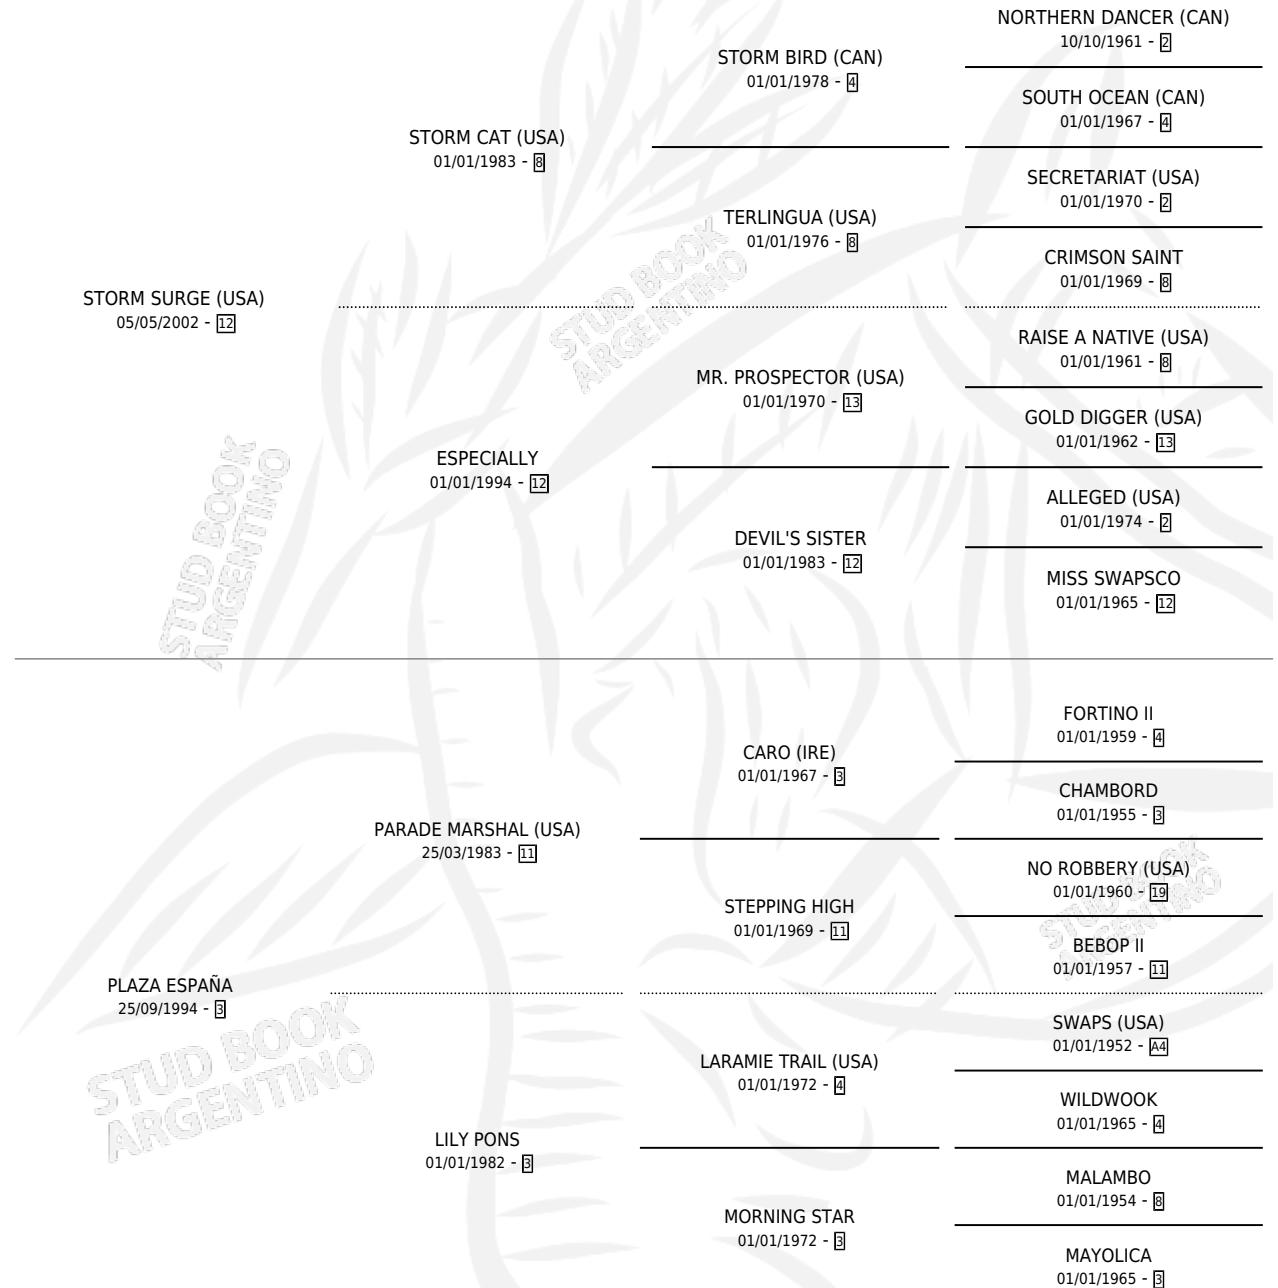 NORTHERN DANCER (CAN)
10/10/1961 - 2
STORM BIRD (CAN)
01/01/1978 - 4
SOUTH OCEAN (CAN)
01/01/1967 - 4
STORM CAT (USA)
01/01/1983 - 8
SECRETARIAT (USA)
01/01/1970 - 2
TERLINGUA (USA)
01/01/1976 - 8
CRIMSON SAINT
01/01/1969 - 8
STORM SURGE (USA)
05/05/2002 - 12
RAISE A NATIVE (USA)
01/01/1961 - 8
MR. PROSPECTOR (USA)
01/01/1970 - 13
GOLD DIGGER (USA)
01/01/1962 - 13
ESPECIALLY
01/01/1994 - 12
ALLEGED (USA)
01/01/1974 - 2
DEVIL'S SISTER
01/01/1983 - 12
MISS SWAPSCO
01/01/1965 - 12
FORTINO II
01/01/1959 - 4
CARO (IRE)
01/01/1967 - 3
CHAMBORD
01/01/1955 - 3
PARADE MARSHAL (USA)
25/03/1983 - 11
NO ROBBERY (USA)
01/01/1960 - 19
STEPPING HIGH
01/01/1969 - 11
BEBOP II
01/01/1957 - 11
PLAZA ESPAÑA
25/09/1994 - 3
SWAPS (USA)
01/01/1952 - A4
LARAMIE TRAIL (USA)
01/01/1972 - 4
WILDWOOK
01/01/1965 - 4
LILY PONS
01/01/1982 - 3
MALAMBO
01/01/1954 - 8
MORNING STAR
01/01/1972 - 3
MAYOLICA
01/01/1965 - 3
STUD BOOK
ARGENTINO
STUD BOOK
ARGENTINO
STUD BOOK
ARGENTINO
STUD BOOK
ARGENTINO